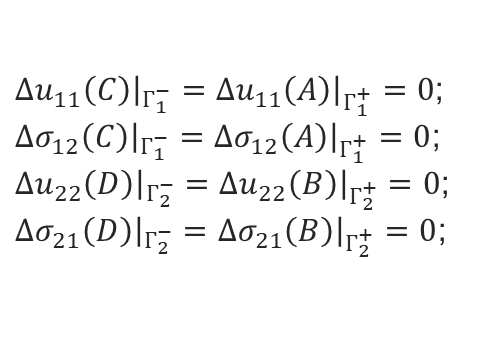 Δu₁₁(C)|_{Γ₁⁻} = Δu₁₁(A)|_{Γ₁⁺} = 0;
Δσ₁₂(C)|_{Γ₁⁻} = Δσ₁₂(A)|_{Γ₁⁺} = 0;
Δu₂₂(D)|_{Γ₂⁻} = Δu₂₂(B)|_{Γ₂⁺} = 0;
Δσ₂₁(D)|_{Γ₂⁻} = Δσ₂₁(B)|_{Γ₂⁺} = 0;